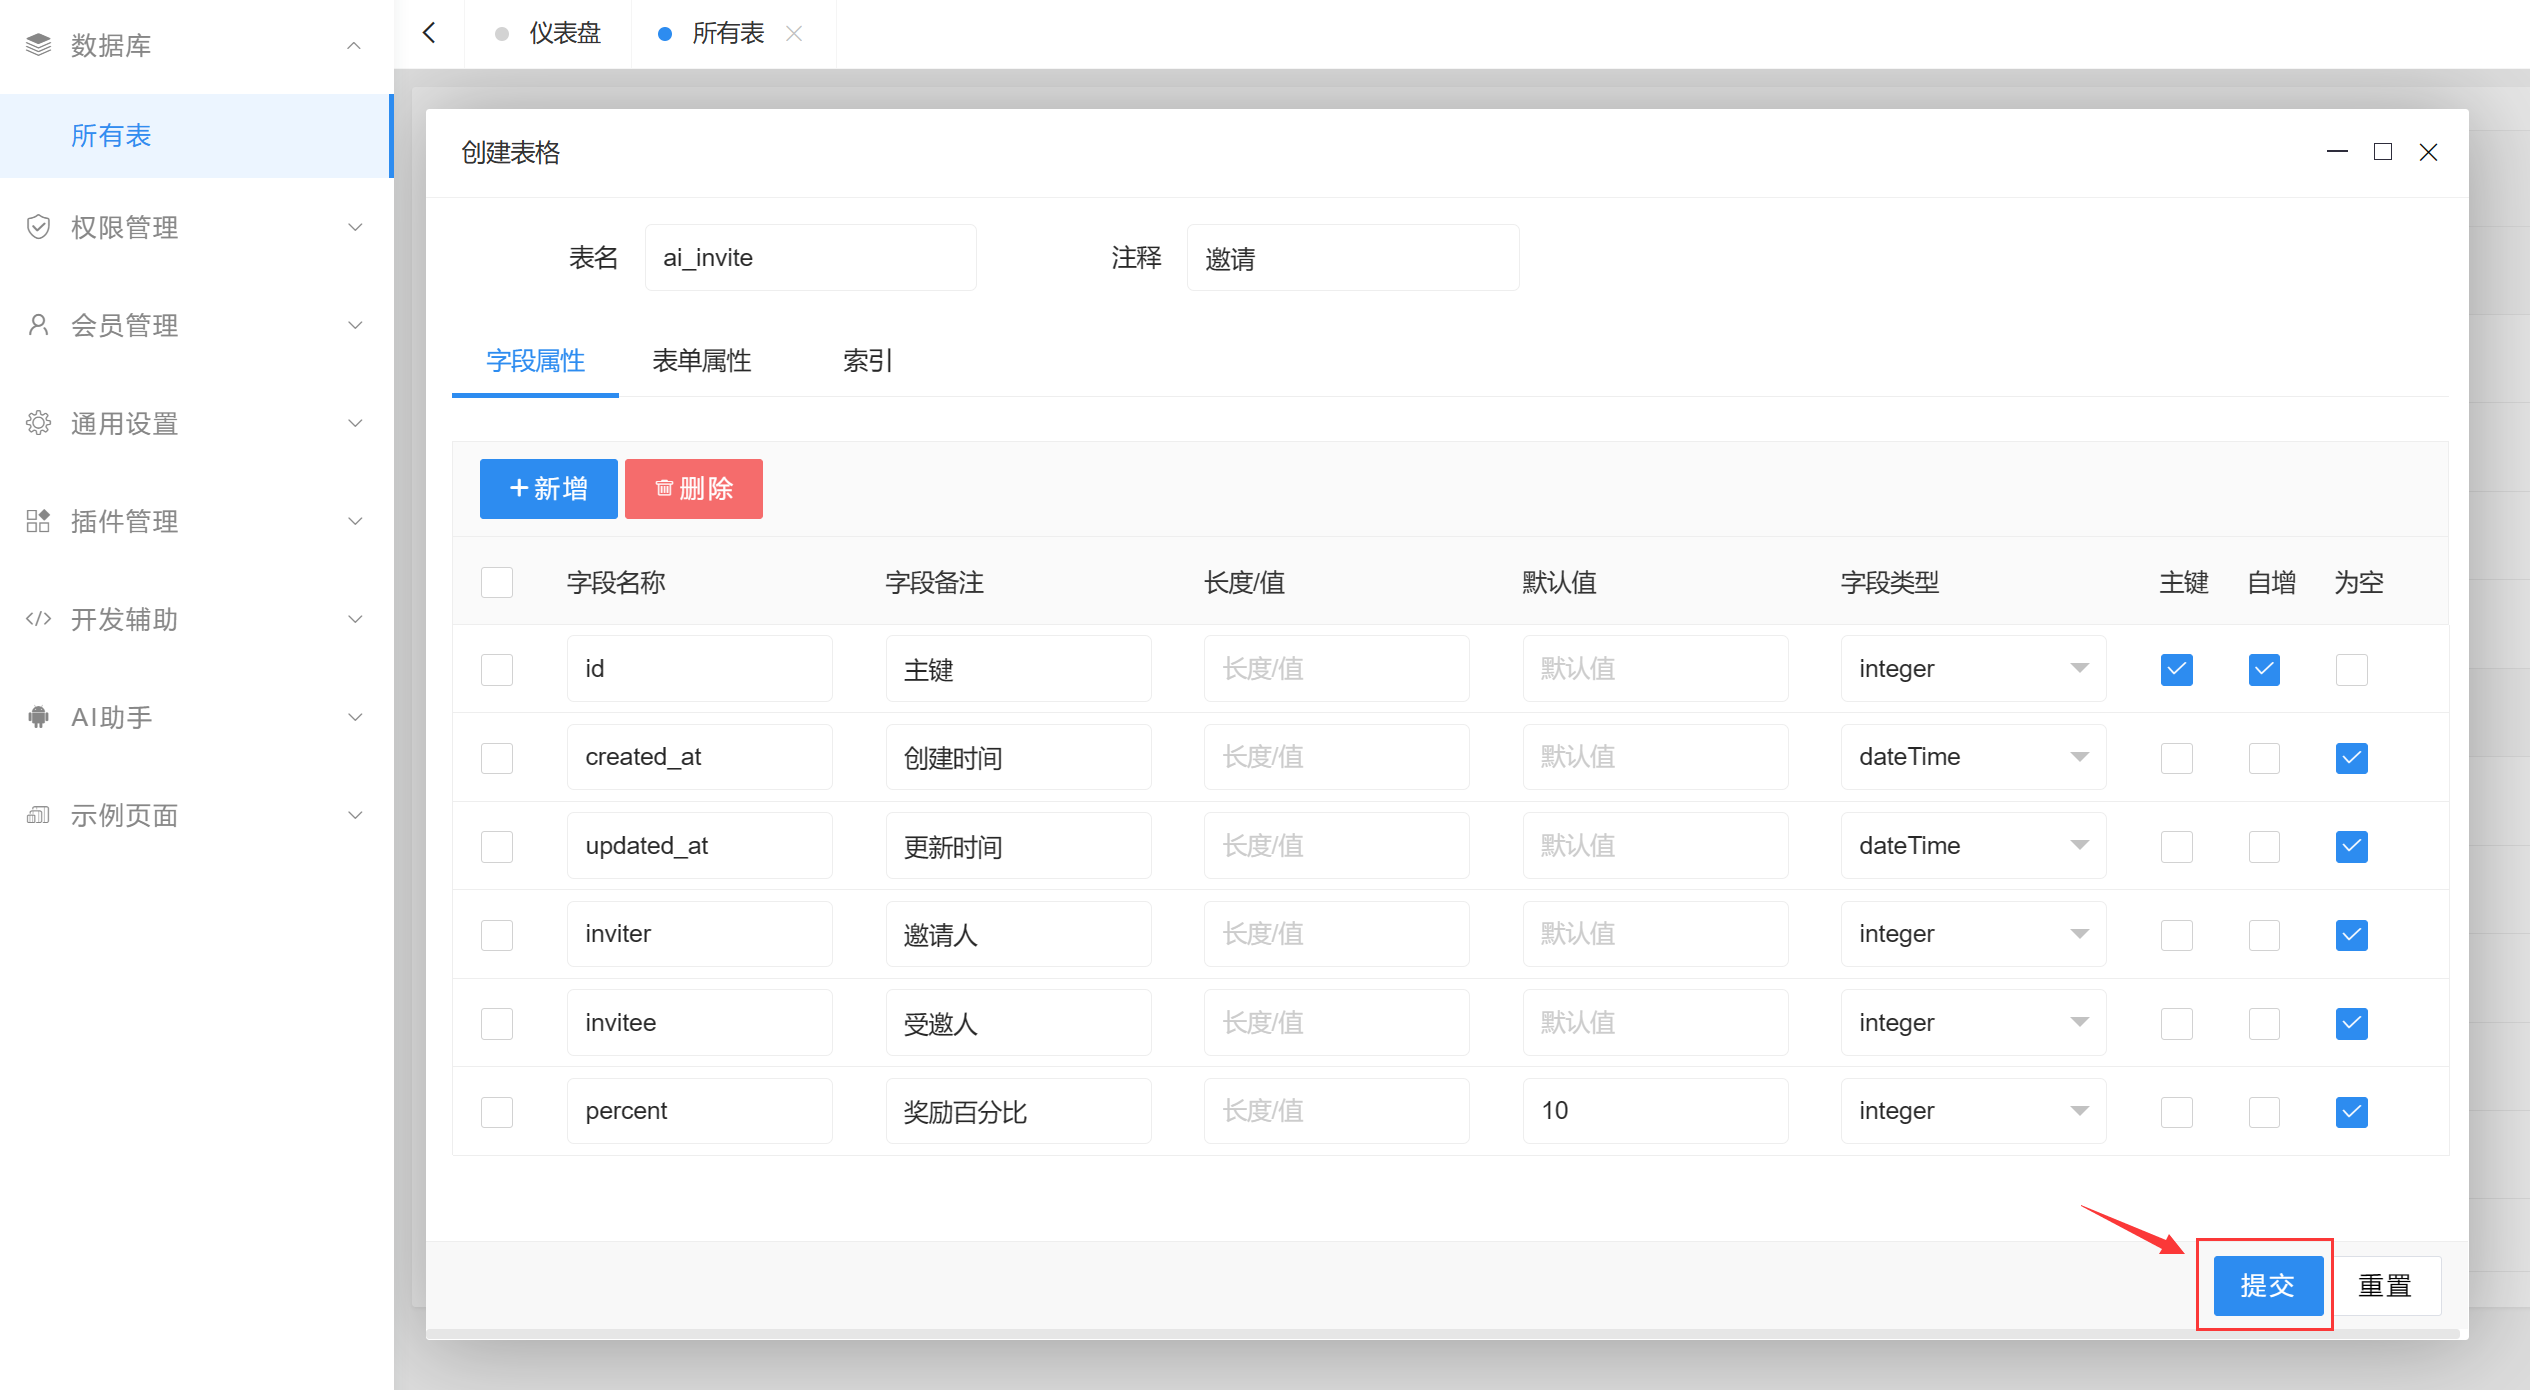 数据库
所有表
权限管理
会员管理
通用设置
插件管理
开发辅助
AI助手
示例页面
仪表盘 所有表
创建表格
表名 ai_invite 注释 邀请
字段属性 表单属性 索引
新增 删除
字段名称 字段备注 长度/值 默认值 字段类型 主键 自增 为空
id 主键 长度/值 默认值 integer
created_at 创建时间 长度/值 默认值 dateTime
updated_at 更新时间 长度/值 默认值 dateTime
inviter 邀请人 长度/值 默认值 integer
invitee 受邀人 长度/值 默认值 integer
percent 奖励百分比 长度/值 10 integer
提交 重置